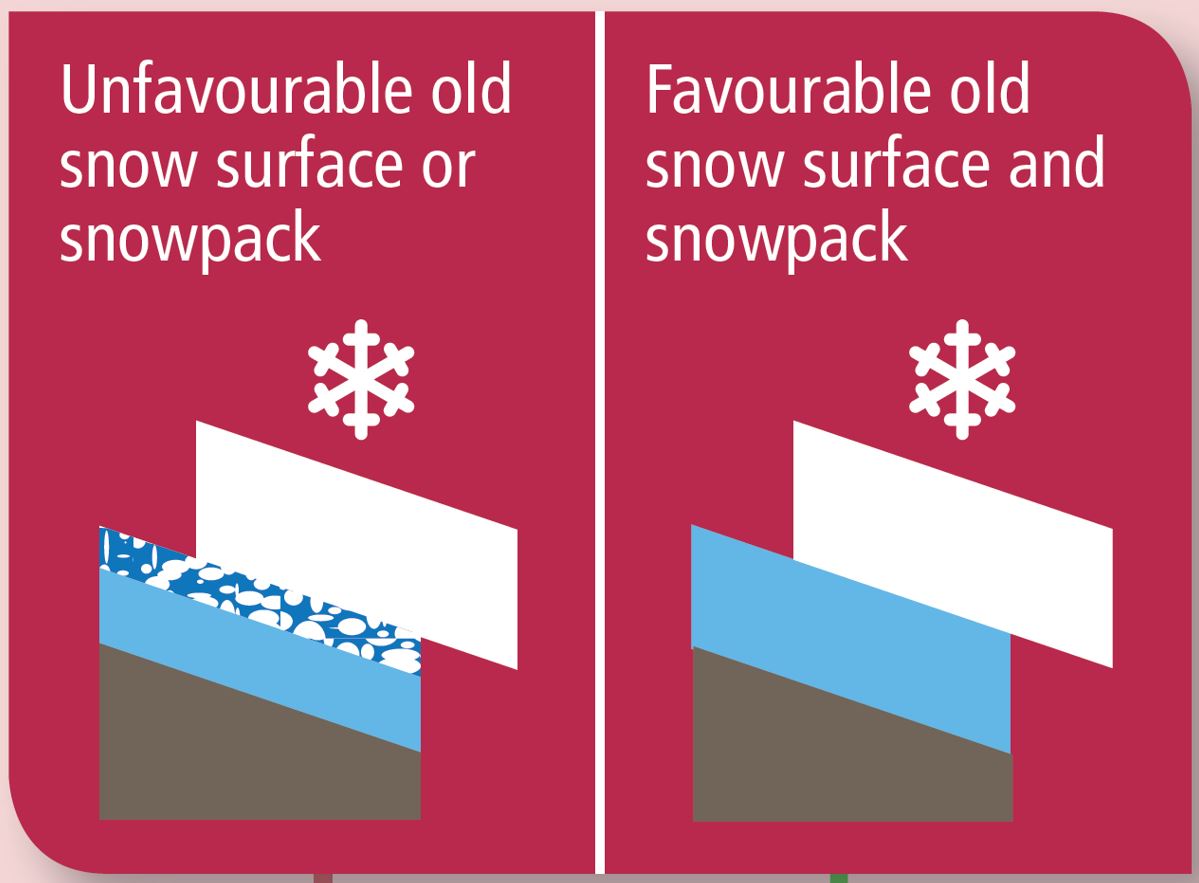 Unfavourable old
snow surface or
snowpack
Favourable old
snow surface and
snowpack